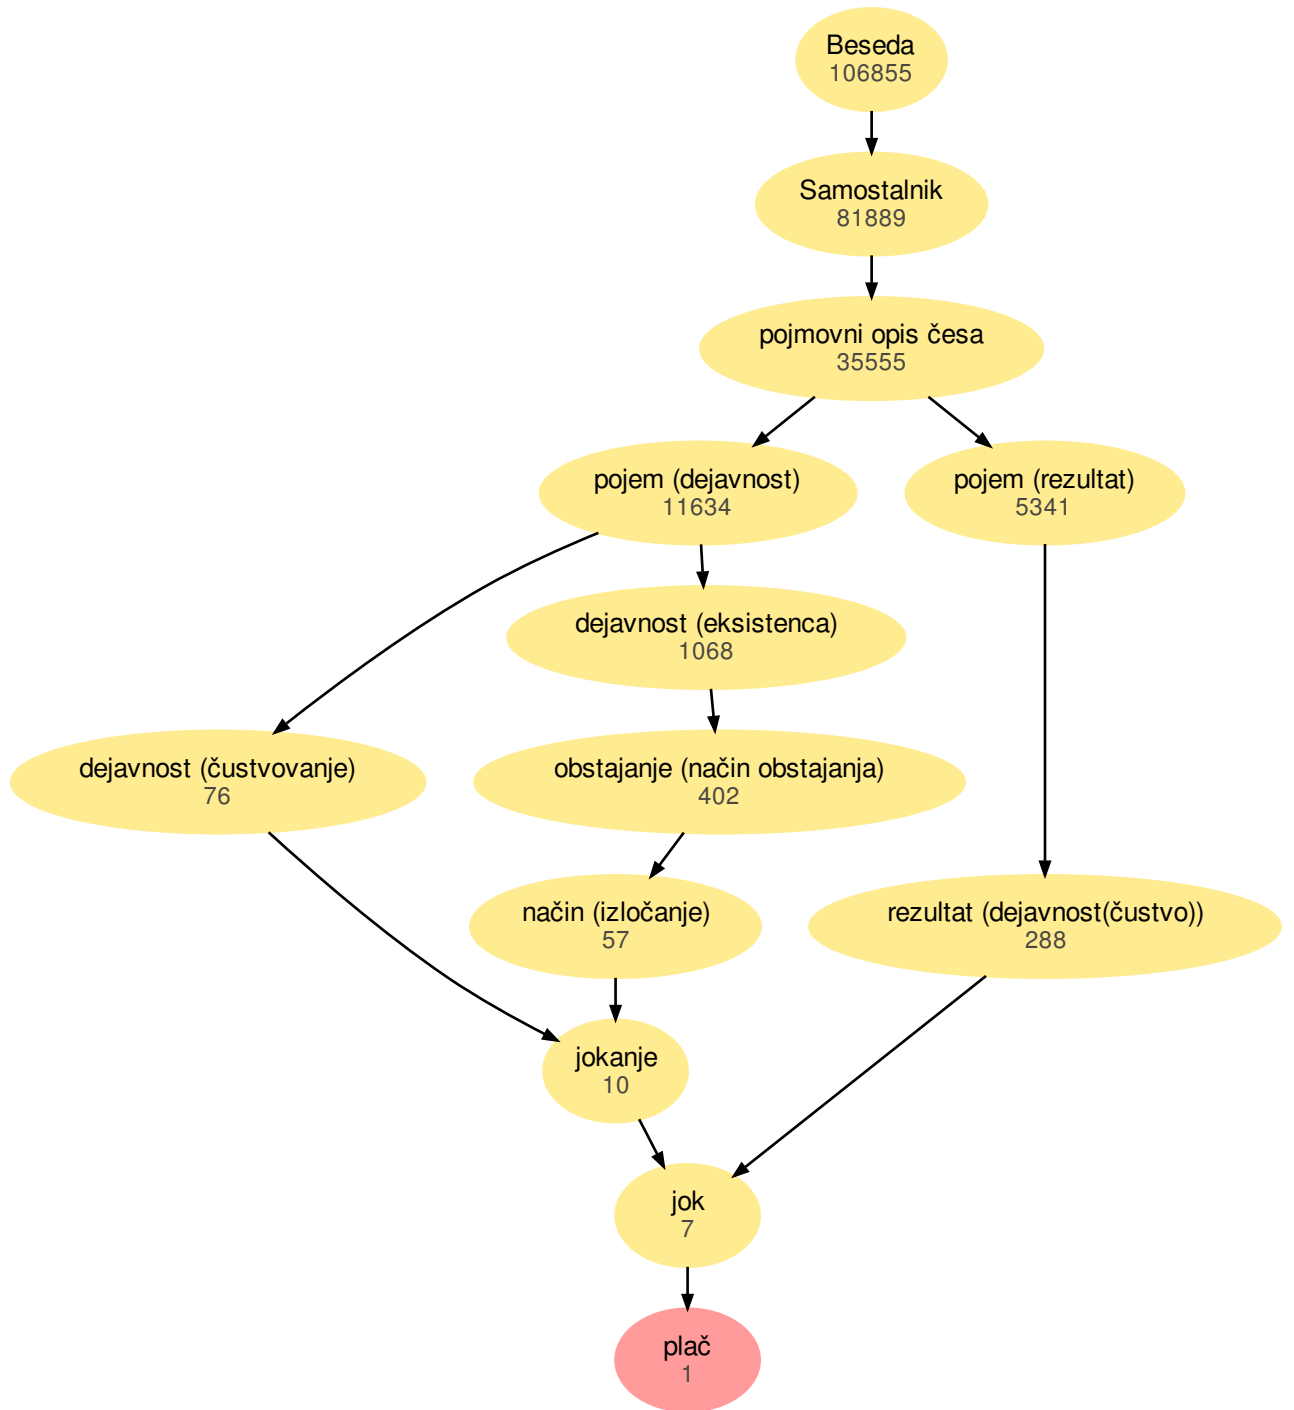 Beseda
106855
Samostalnik
81889
pojmovni opis česa
35555
pojem (dejavnost)
11634
pojem (rezultat)
5341
dejavnost (eksistenca)
1068
dejavnost (čustvovanje)
76
obstajanje (način obstajanja)
402
način (izločanje)
57
rezultat (dejavnost(čustvo))
288
jokanje
10
jok
7
plač
1